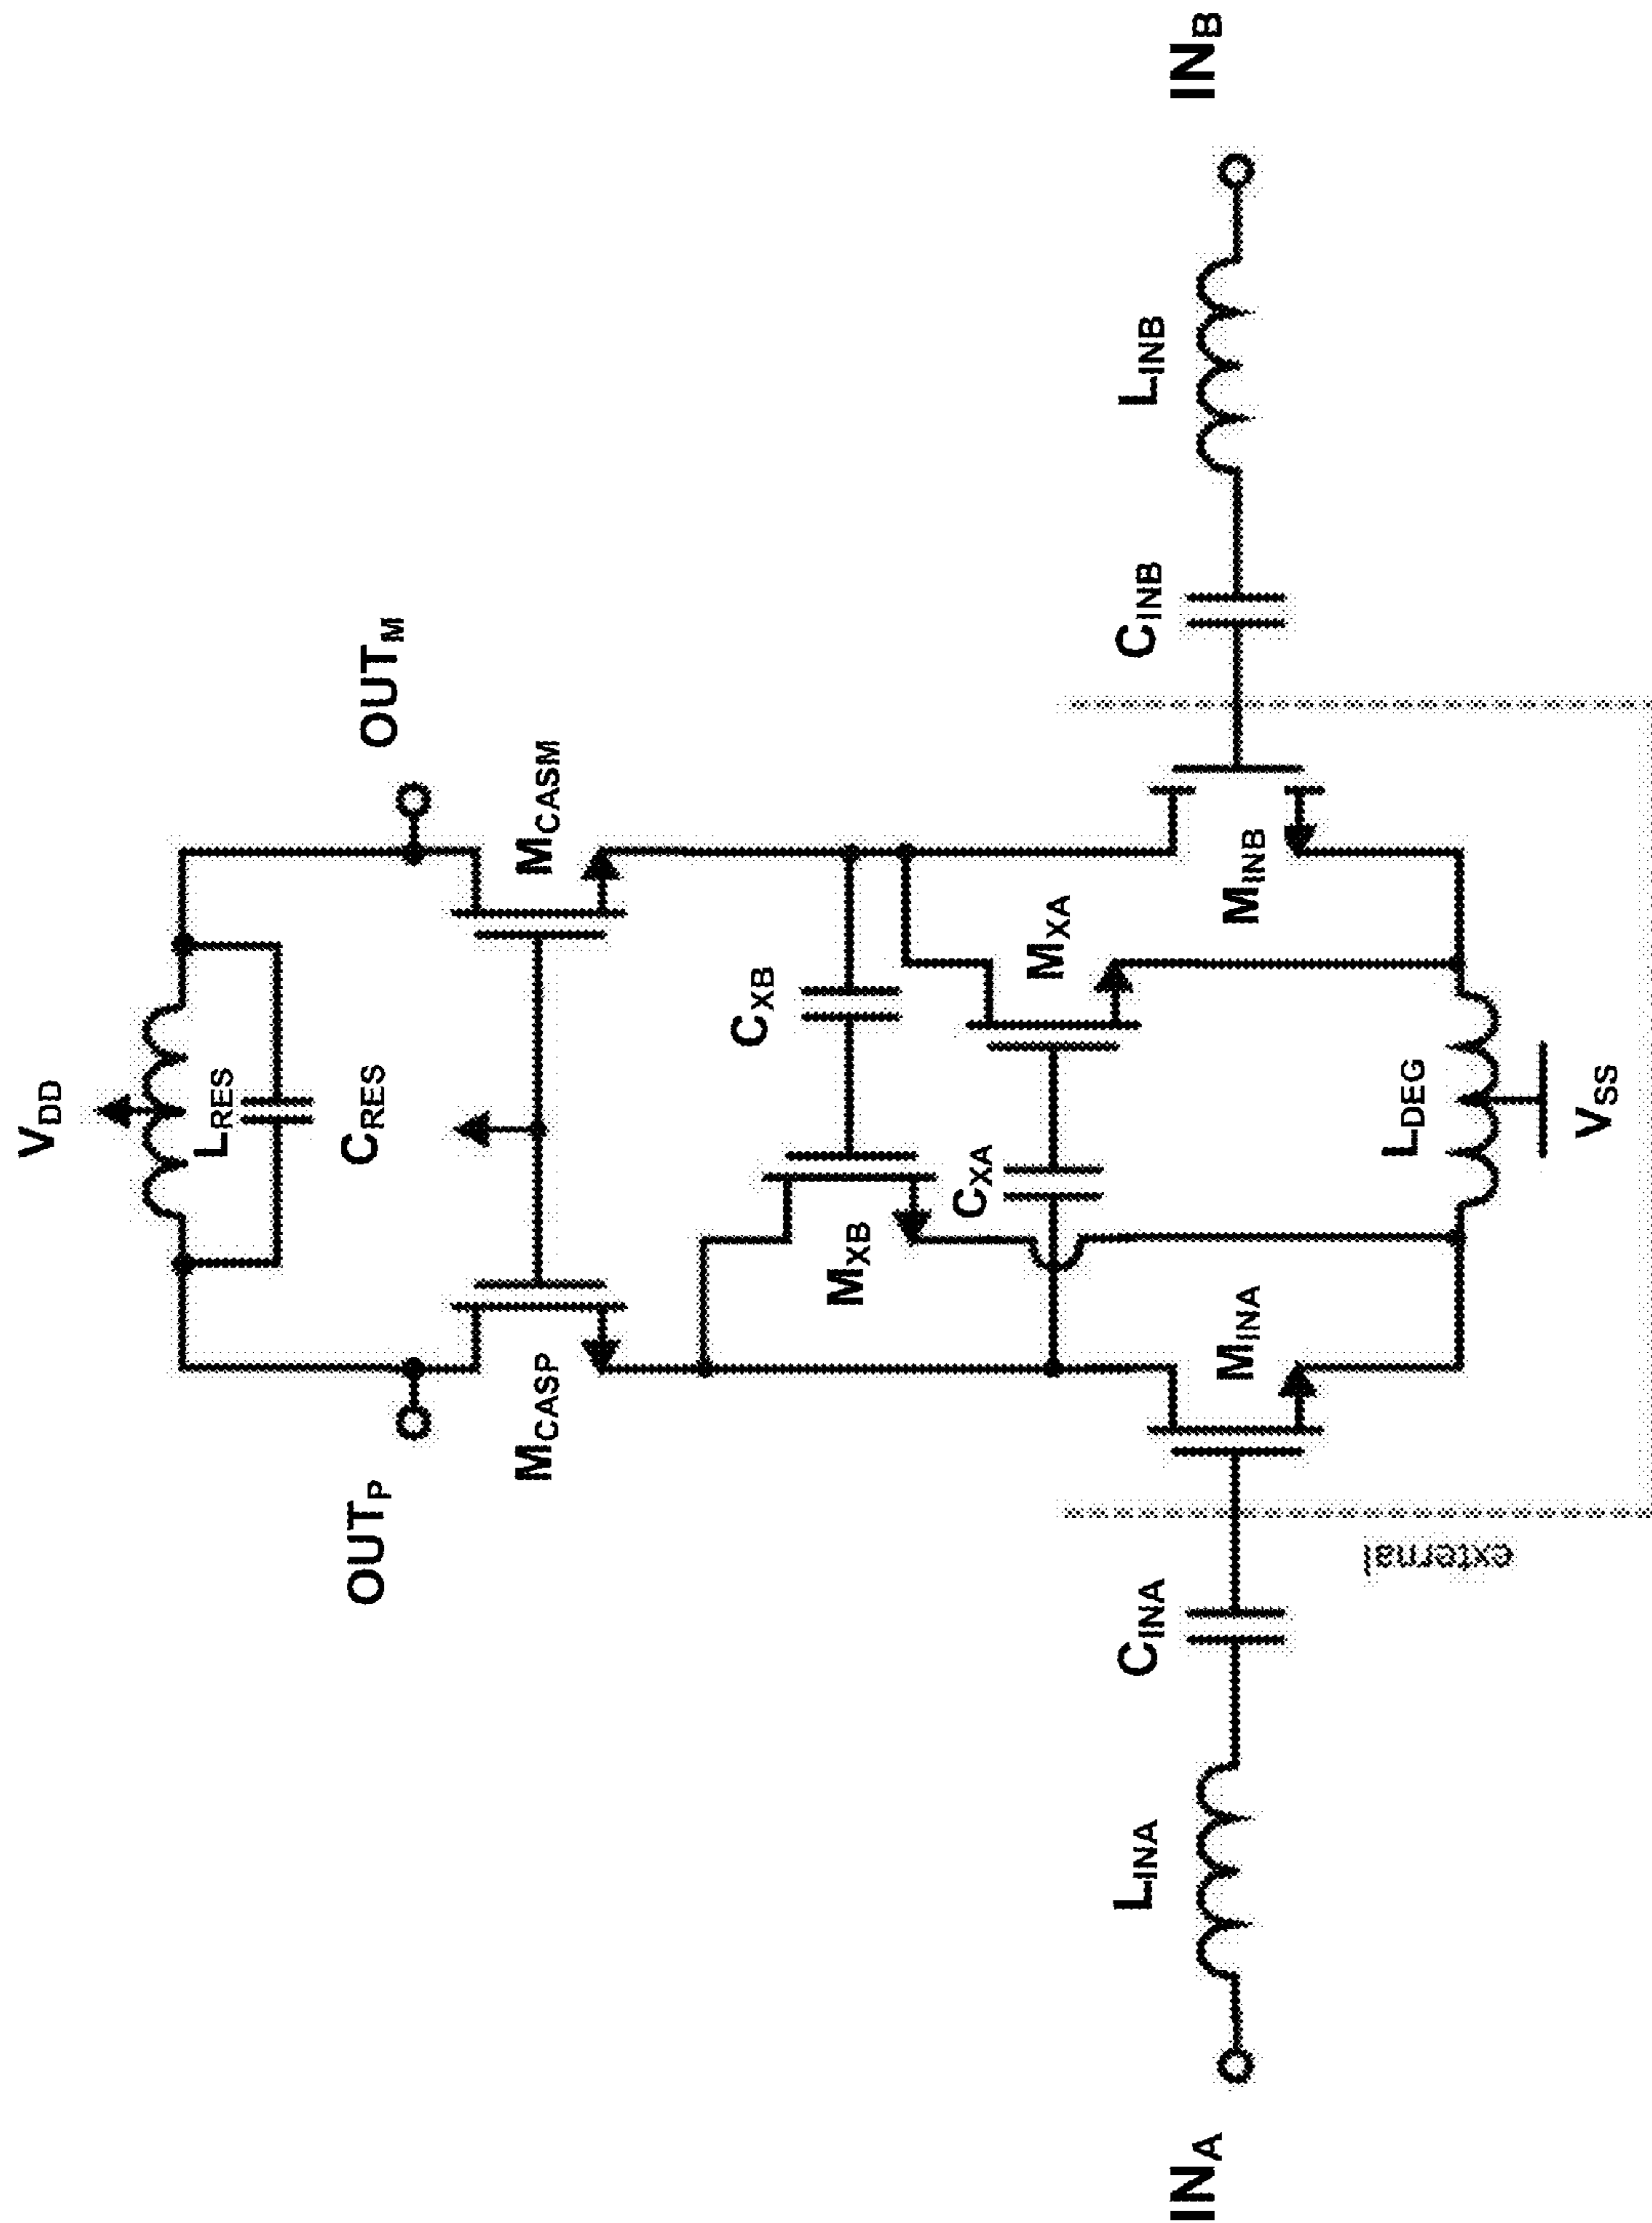 V_DD
L_RES
C_RES
OUT_P
OUT_M
M_CASP
M_CASM
C_XB
M_XB
M_XA
C_XA
M_INA
M_INB
L_INA
C_INA
C_INB
L_INB
IN_A
IN_B
L_DEG
V_SS
external